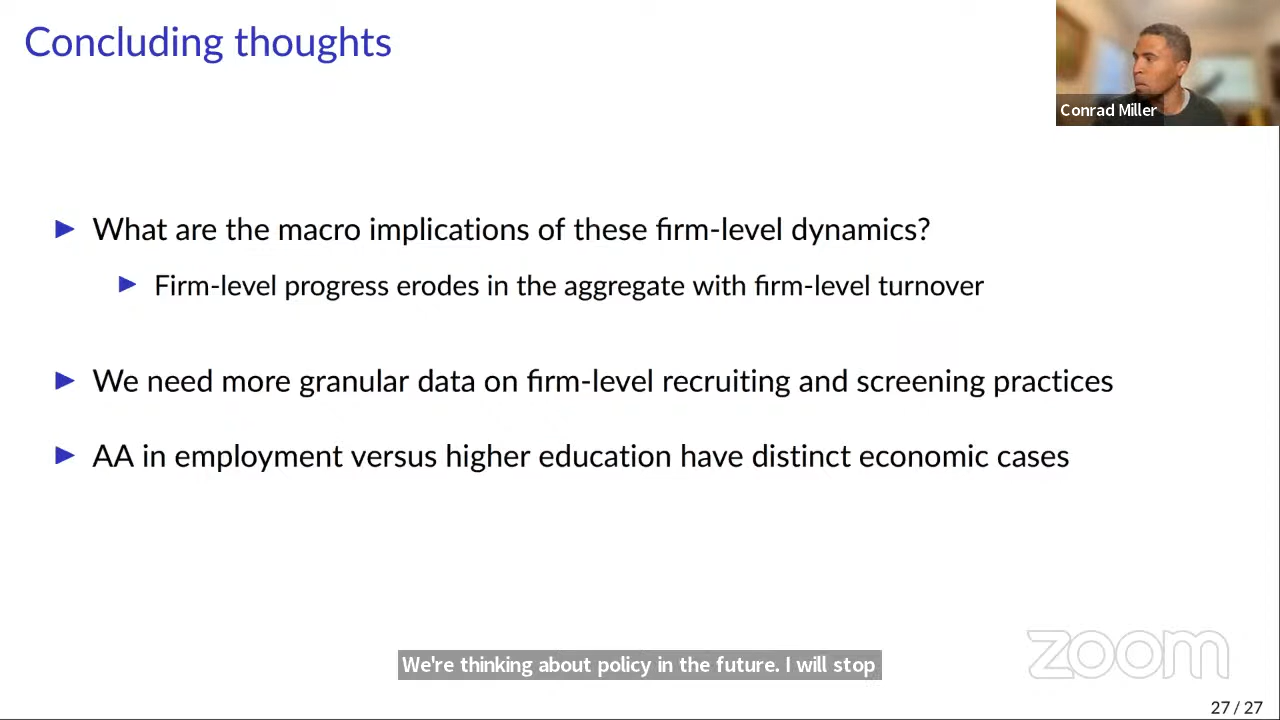 Concluding thoughts
Conrad Miller
What are the macro implications of these firm-level dynamics?
Firm-level progress erodes in the aggregate with firm-level turnover
We need more granular data on firm-level recruiting and screening practices
AA in employment versus higher education have distinct economic cases
We're thinking about policy in the future. I will stop
zoom
27 / 27